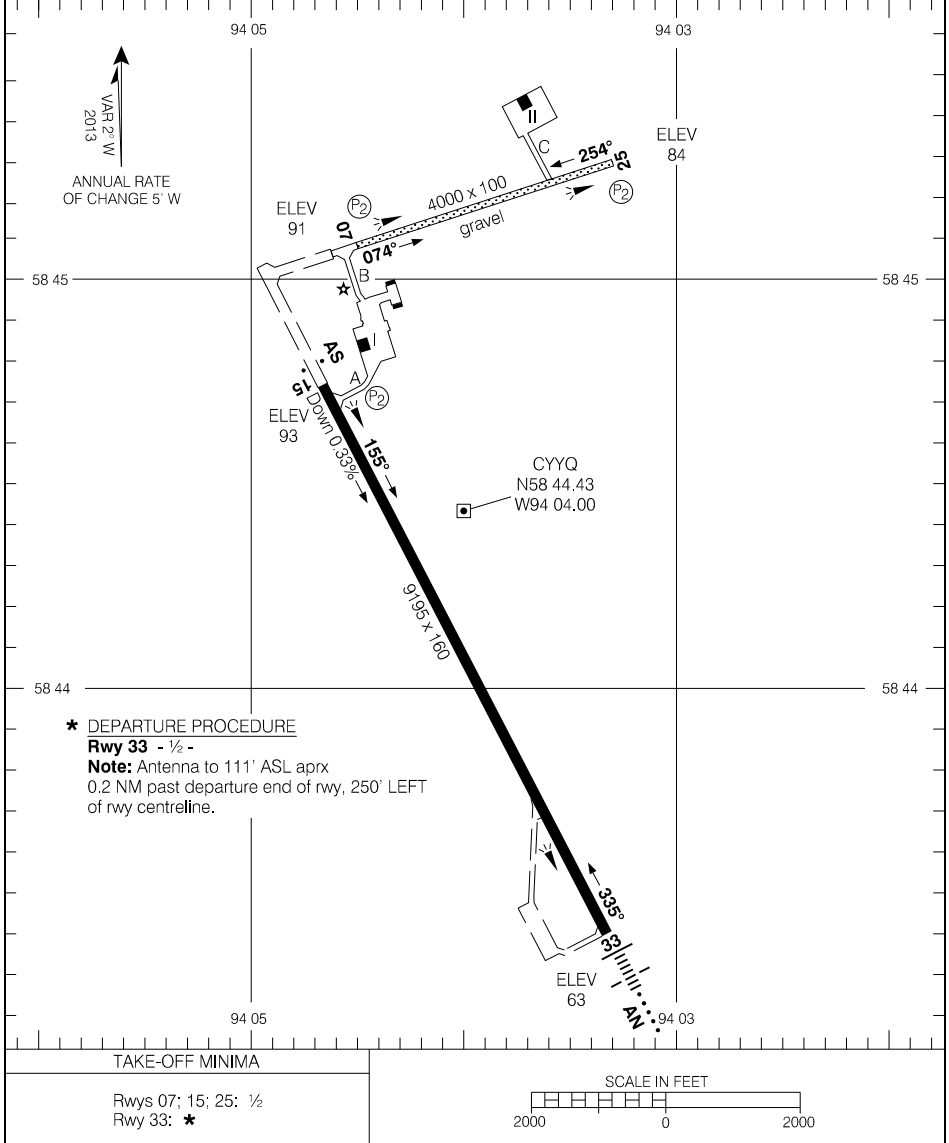 94 05
94 03
VAR 2° W
2013
ANNUAL RATE
OF CHANGE 5' W
II
C
ELEV
84
254°
25
P2
4000 x 100
gravel
ELEV
91
P2
07
074°
58 45
58 45
B
I
AS
A
15
P2
ELEV
93
Down 0.33%
155°
CYYQ
N58 44.43
W94 04.00
9195 x 160
58 44
58 44
* DEPARTURE PROCEDURE
Rwy 33 - ½ -
Note: Antenna to 111' ASL aprx
0.2 NM past departure end of rwy, 250' LEFT
of rwy centreline.
335°
33
ELEV
63
AN
94 05
94 03
TAKE-OFF MINIMA
Rwys 07; 15; 25: ½
Rwy 33: *
SCALE IN FEET
2000
0
2000